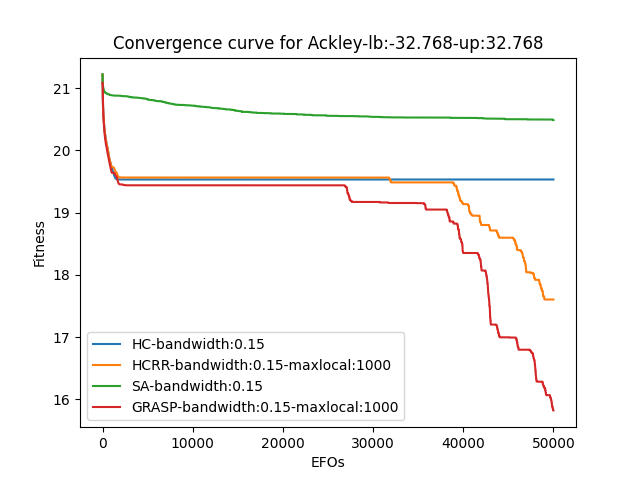 Convergence curve for Ackley-lb:-32.768-up:32.768
21
20
19
18
17
16
Fitness
HC-bandwidth:0.15
HCRR-bandwidth:0.15-maxlocal:1000
SA-bandwidth:0.15
GRASP-bandwidth:0.15-maxlocal:1000
0 10000 20000 30000 40000 50000
EFOs